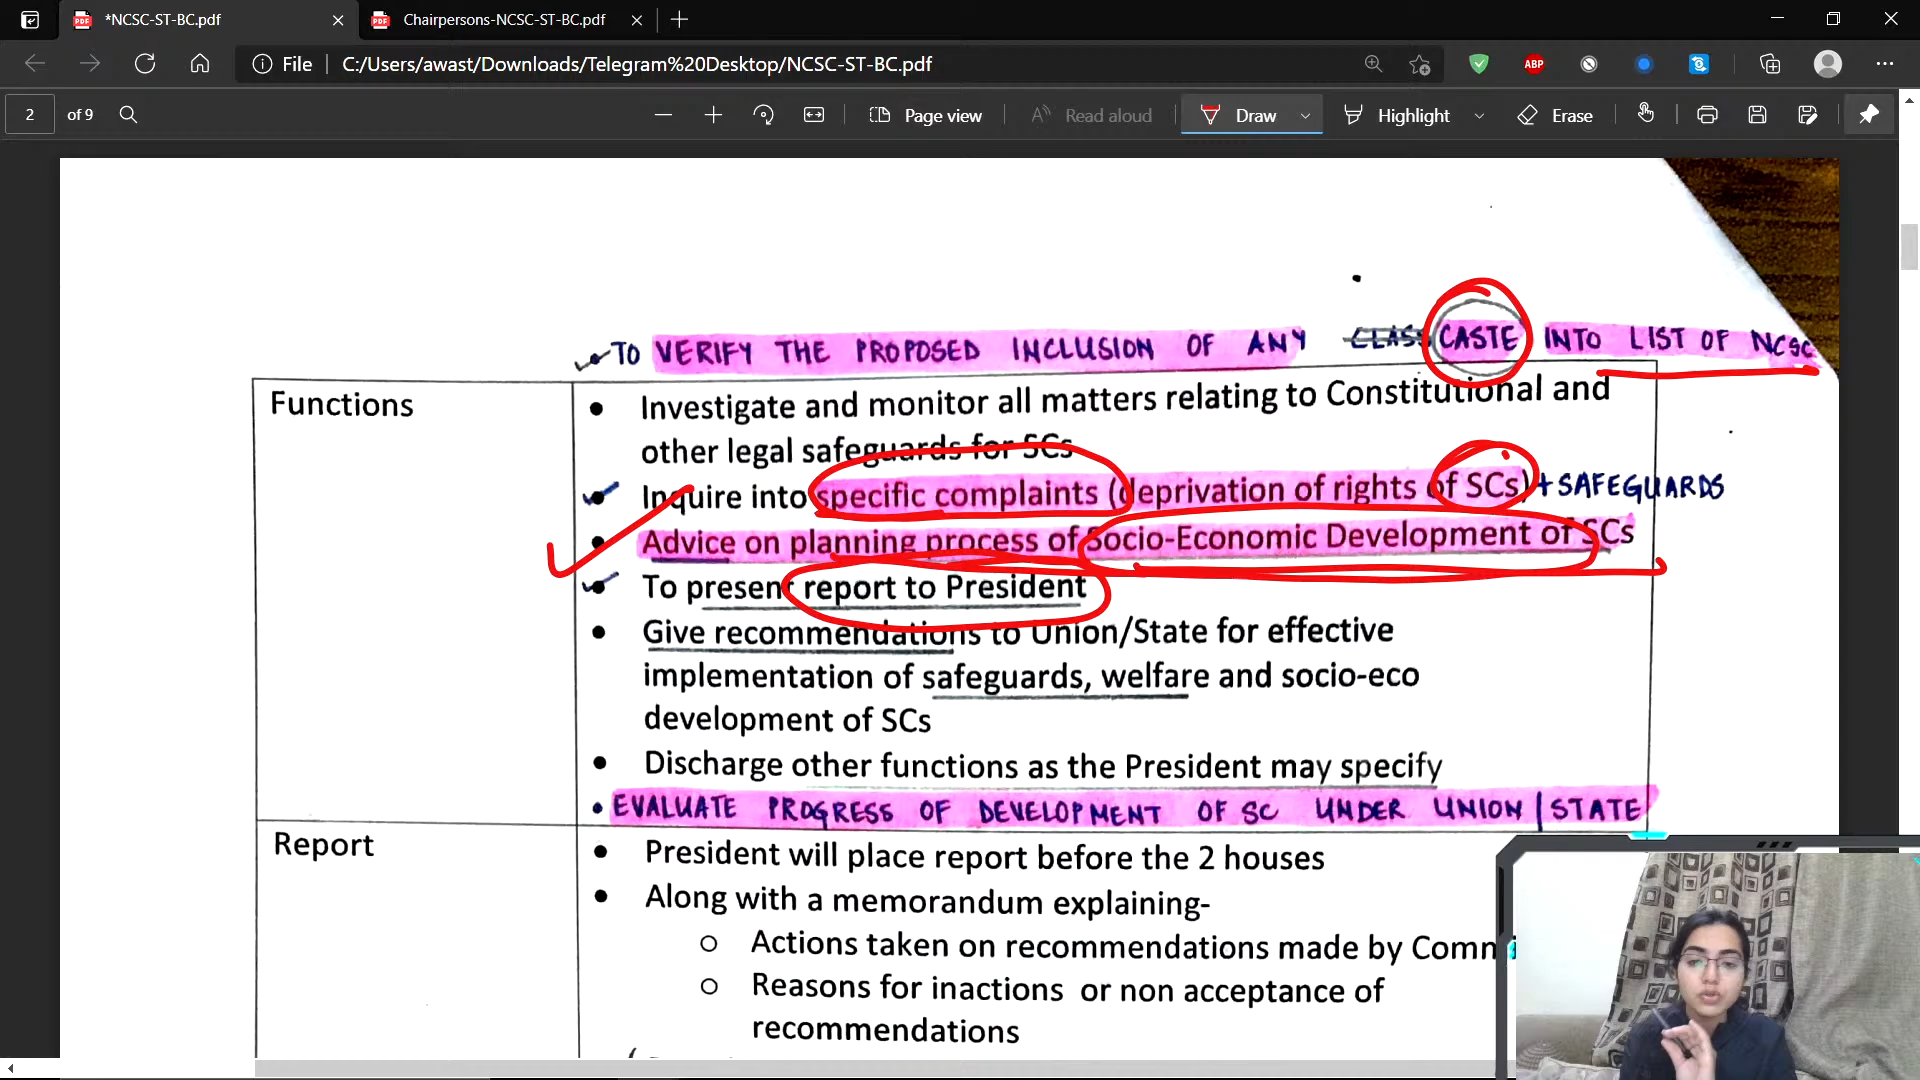 *NCSC-ST-BC.pdf
Chairpersons-NCSC-ST-BC.pdf
File
C:/Users/awast/Downloads/Telegram%20Desktop/NCSC-ST-BC.pdf
2 of 9
Page view
Read aloud
Draw
Highlight
Erase
ABP
TO VERIFY THE PROPOSED INCLUSION OF ANY CLASS CASTE INTO LIST OF NCSC
Functions
• Investigate and monitor all matters relating to Constitutional and
other legal safeguards for SCs
• Inquire into specific complaints (deprivation of rights of SCs) + SAFEGUARDS
• Advice on planning process of Socio-Economic Development of SCs
• To present report to President
• Give recommendations to Union/State for effective
implementation of safeguards, welfare and socio-eco
development of SCs
• Discharge other functions as the President may specify
• EVALUATE PROGRESS OF DEVELOPMENT OF SC UNDER UNION | STATE
Report
• President will place report before the 2 houses
• Along with a memorandum explaining-
o Actions taken on recommendations made by
o Reasons for inactions or non acceptance of
recommendations